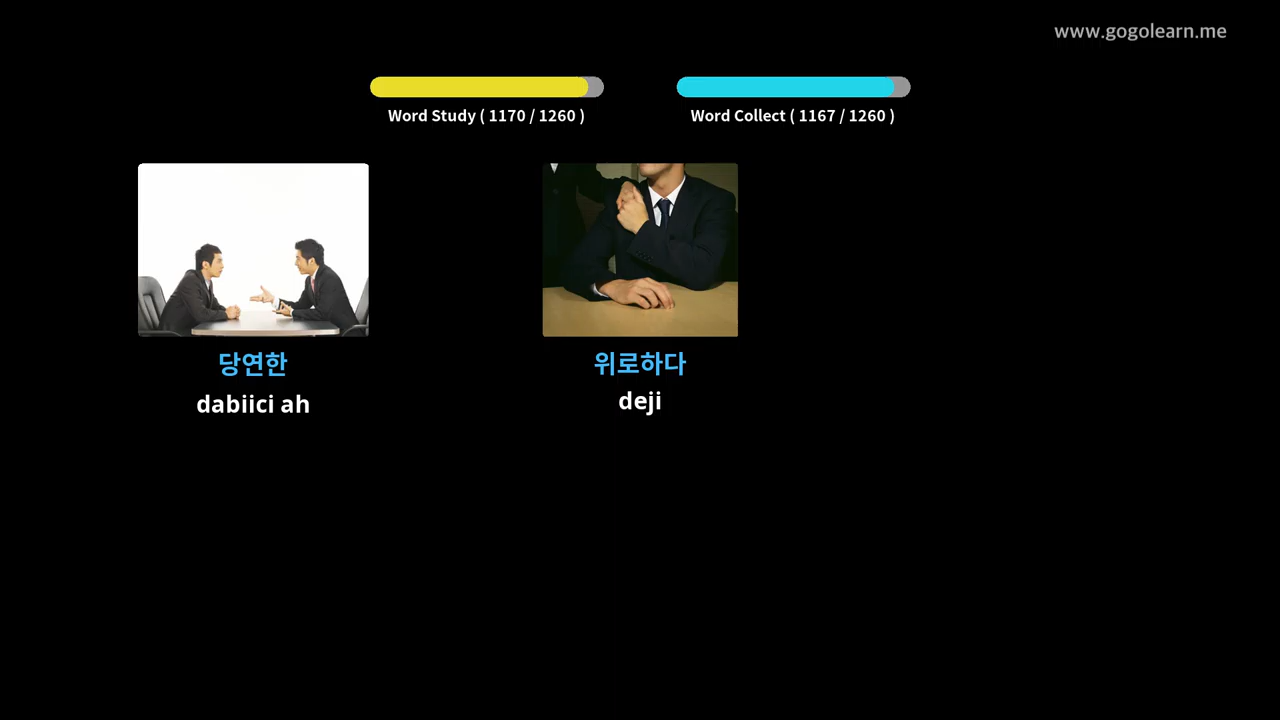 www.gogolearn.me
Word Study ( 1170 / 1260 )
Word Collect ( 1167 / 1260 )
당연한
dabiici ah
위로하다
deji